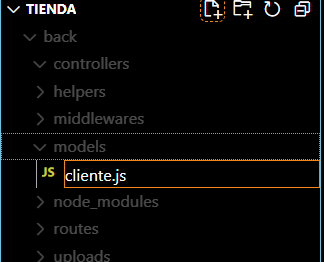 TIENDA
back
controllers
helpers
middlewares
models
JS cliente.js
node_modules
routes
uploads